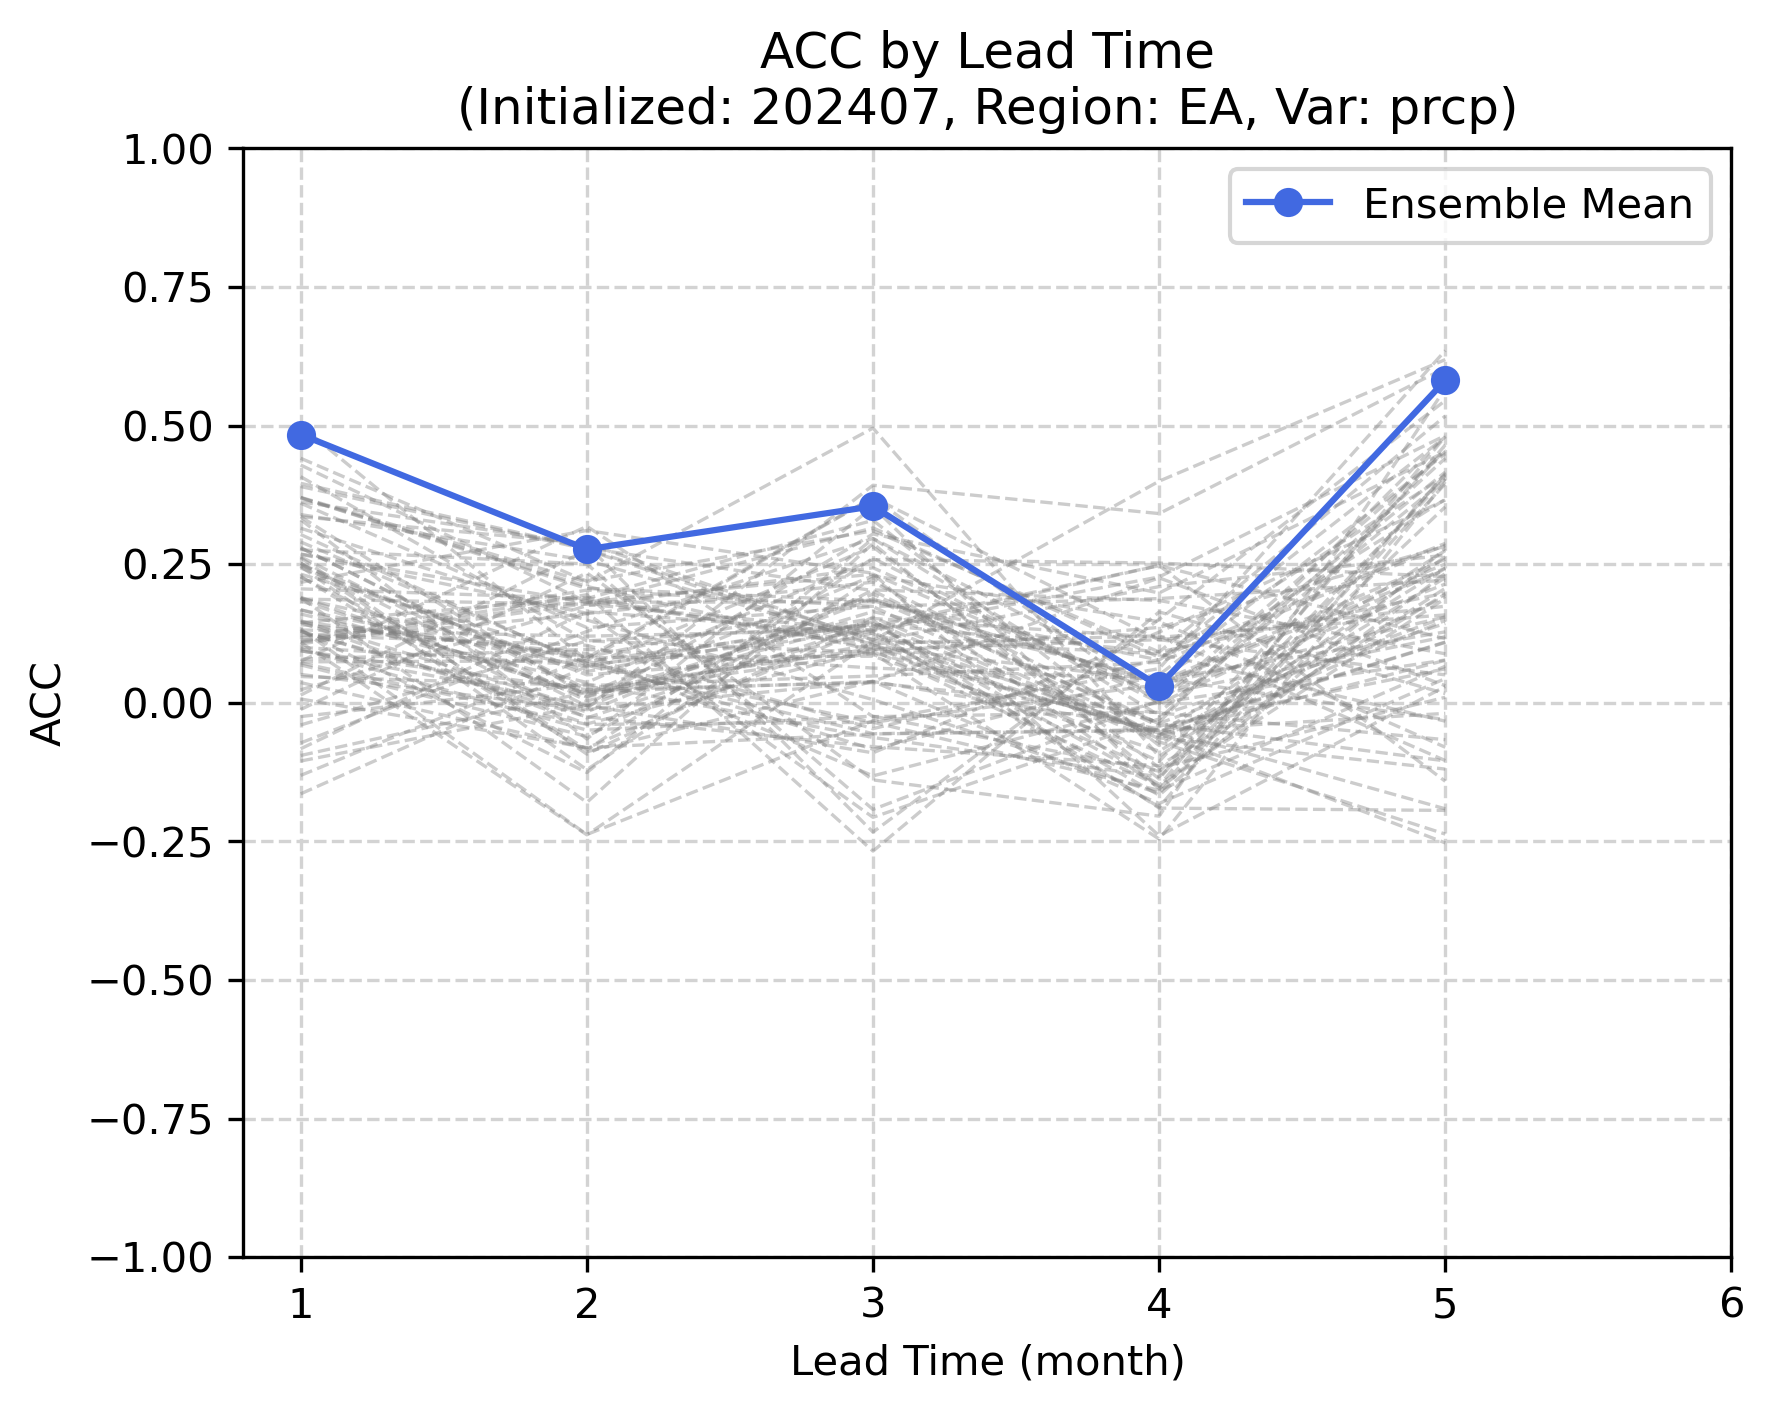 ACC by Lead Time
(Initialized: 202407, Region: EA, Var: prcp)
Ensemble Mean
1.00
0.75
0.50
0.25
0.00
−0.25
−0.50
−0.75
−1.00
ACC
1 2 3 4 5 6
Lead Time (month)